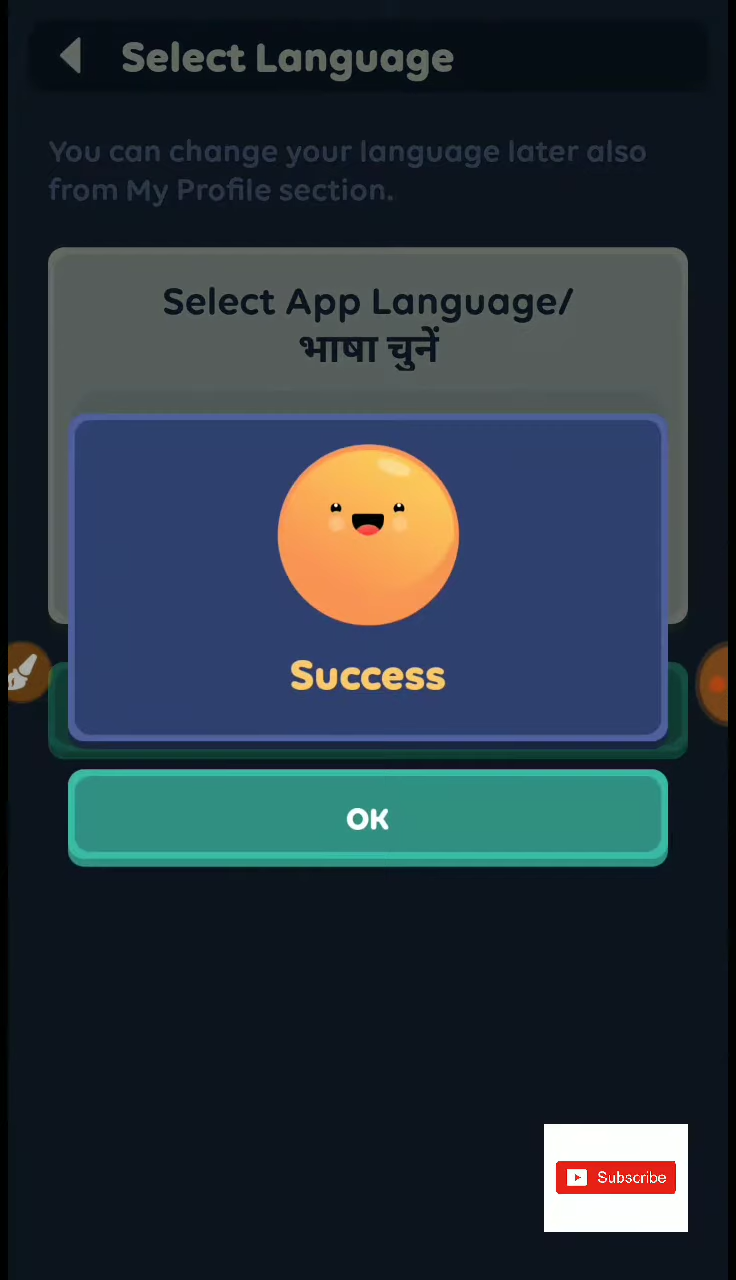 Select Language
You can change your language later also
from My Profile section.
Select App Language/
भाषा चुनें
Success
OK
Subscribe